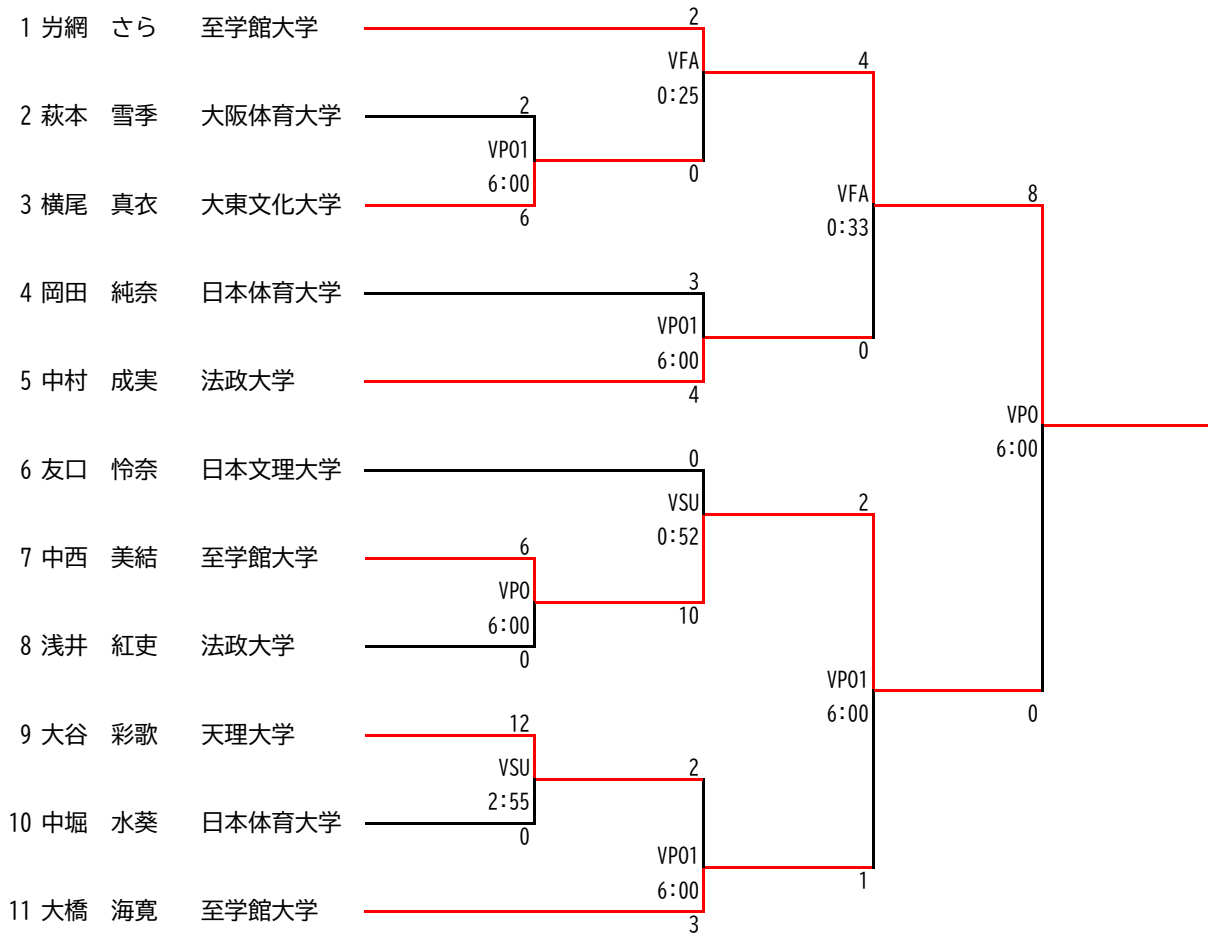 2
1 屶網 さら 至学館大学
VFA 4
0:25
2
2 萩本 雪季 大阪体育大学
VPO1
0
6:00
VFA 8
3 横尾 真衣 大東文化大学
6
0:33
3
4 岡田 純奈 日本体育大学
VPO1
0
6:00
5 中村 成実 法政大学
4
VPO
6:00
0
6 友口 怜奈 日本文理大学
VSU 2
0:52
6
7 中西 美結 至学館大学
VPO
10
6:00
8 浅井 紅吏 法政大学
0
VPO1
6:00 0
12
9 大谷 彩歌 天理大学
VSU 2
2:55
10 中堀 水葵 日本体育大学
0
VPO1
1
6:00
11 大橋 海寛 至学館大学
3